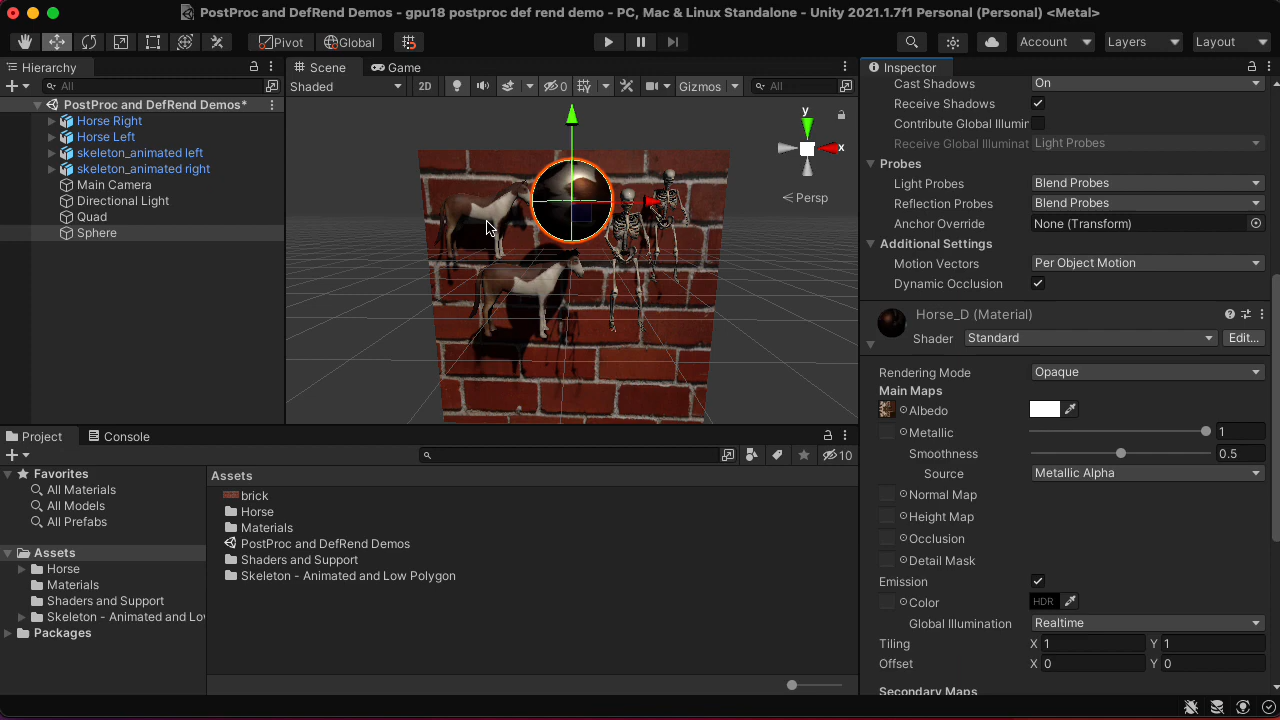 PostProc and DefRend Demos - gpu18 postproc def rend demo - PC, Mac & Linux Standalone - Unity 2021.1.7f1 Personal (Personal) <Metal>
Pivot Global Account Layers Layout
Hierarchy
All
PostProc and DefRend Demos*
Horse Right
Horse Left
skeleton_animated left
skeleton_animated right
Main Camera
Directional Light
Quad
Sphere
Scene Game
Shaded 2D 0 Gizmos All
y
x
Persp
Inspector
Cast Shadows On
Receive Shadows
Contribute Global Illumir
Receive Global Illuminat Light Probes
Probes
Light Probes Blend Probes
Reflection Probes Blend Probes
Anchor Override None (Transform)
Additional Settings
Motion Vectors Per Object Motion
Dynamic Occlusion
Horse_D (Material)
Shader Standard Edit...
Rendering Mode Opaque
Main Maps
Albedo
Metallic 1
Smoothness 0.5
Source Metallic Alpha
Normal Map
Height Map
Occlusion
Detail Mask
Emission
Color HDR
Global Illumination Realtime
Tiling X 1 Y 1
Offset X 0 Y 0
Secondary Maps
Project Console
10
Favorites
All Materials
All Models
All Prefabs
Assets
Horse
Materials
Shaders and Support
Skeleton - Animated and Lov
Packages
Assets
brick
Horse
Materials
PostProc and DefRend Demos
Shaders and Support
Skeleton - Animated and Low Polygon